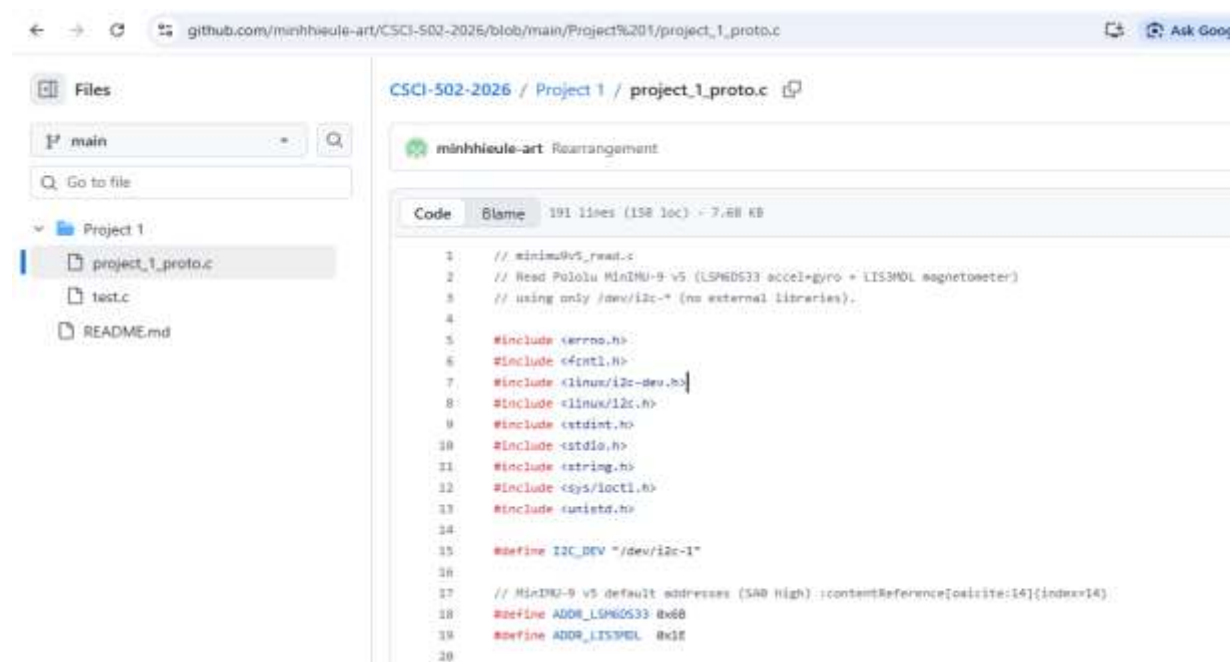 github.com/minhhieule-art/CSCI-502-2026/blob/main/Project%201/project_1_proto.c
Ask Goog
Files
main
Go to file
Project 1
project_1_proto.c
test.c
README.md
CSCI-502-2026 / Project 1 / project_1_proto.c
minhhieule-art Rearrangement
Code Blame 191 lines (158 loc) · 7.68 KB
1 // minimu9v5_read.c
2 // Read Pololu MinIMU-9 v5 (LSM6DS33 accel+gyro + LIS3MDL magnetometer)
3 // using only /dev/i2c-* (no external libraries).
4
5 #include <errno.h>
6 #include <fcntl.h>
7 #include <linux/i2c-dev.h>
8 #include <linux/i2c.h>
9 #include <stdint.h>
10 #include <stdio.h>
11 #include <string.h>
12 #include <sys/ioctl.h>
13 #include <unistd.h>
14
15 #define I2C_DEV "/dev/i2c-1"
16
17 // MinIMU-9 v5 default addresses (SA0 high) :contentReference[oaicite:14]{index=14}
18 #define ADDR_LSM6DS33 0x6B
19 #define ADDR_LIS3MDL 0x1E
20